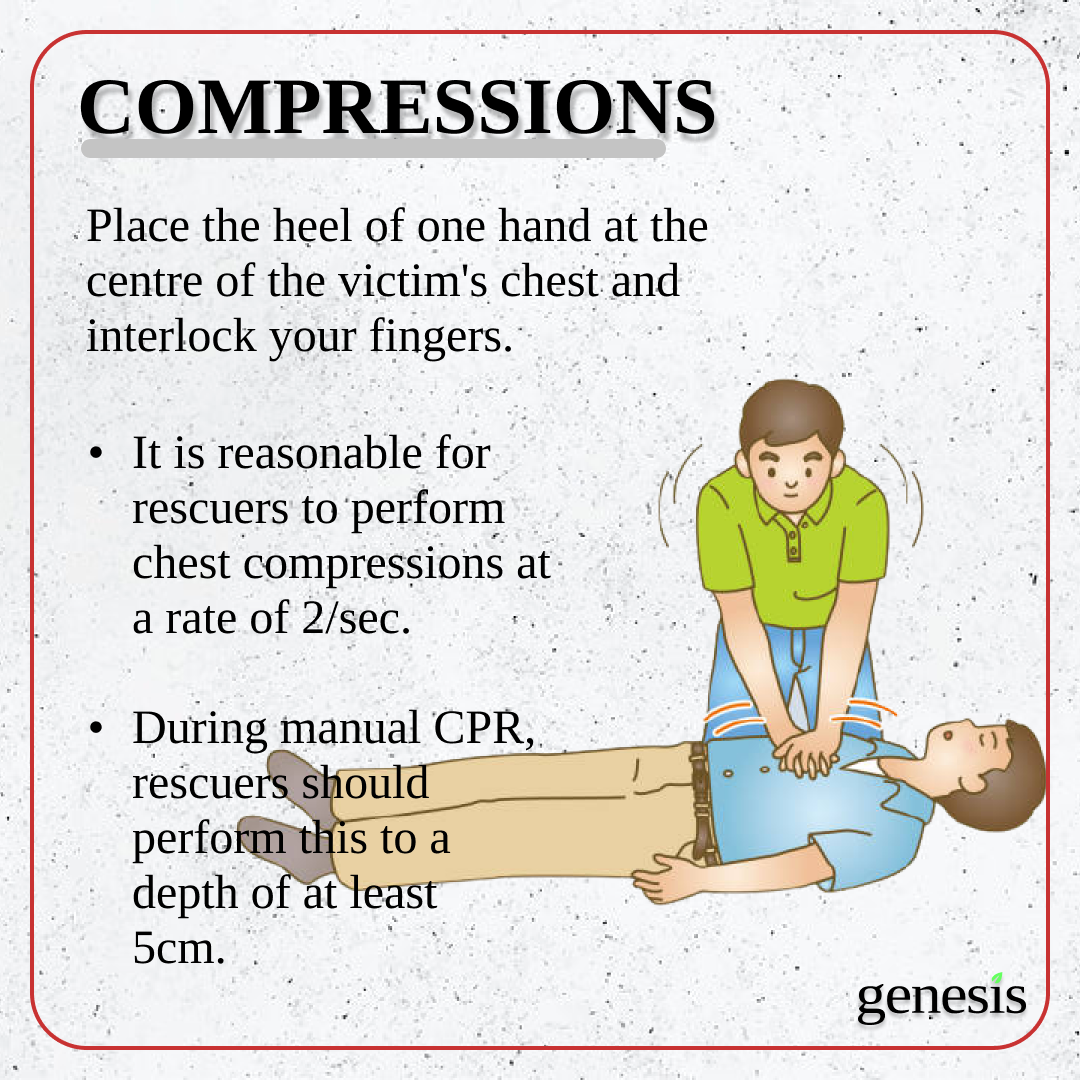 COMPRESSIONS
Place the heel of one hand at the
centre of the victim's chest and
interlock your fingers.
• It is reasonable for
rescuers to perform
chest compressions at
a rate of 2/sec.
• During manual CPR,
rescuers should
perform this to a
depth of at least
5cm.
genesis